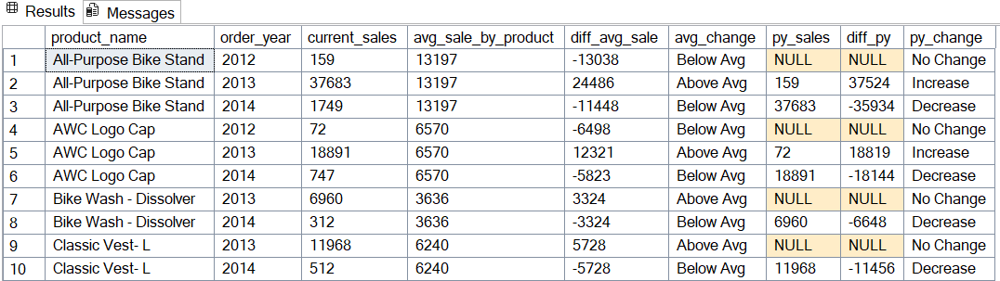 Results Messages
product_name order_year current_sales avg_sale_by_product diff_avg_sale avg_change py_sales diff_py py_change
1 All-Purpose Bike Stand 2012 159 13197 -13038 Below Avg NULL NULL No Change
2 All-Purpose Bike Stand 2013 37683 13197 24486 Above Avg 159 37524 Increase
3 All-Purpose Bike Stand 2014 1749 13197 -11448 Below Avg 37683 -35934 Decrease
4 AWC Logo Cap 2012 72 6570 -6498 Below Avg NULL NULL No Change
5 AWC Logo Cap 2013 18891 6570 12321 Above Avg 72 18819 Increase
6 AWC Logo Cap 2014 747 6570 -5823 Below Avg 18891 -18144 Decrease
7 Bike Wash - Dissolver 2013 6960 3636 3324 Above Avg NULL NULL No Change
8 Bike Wash - Dissolver 2014 312 3636 -3324 Below Avg 6960 -6648 Decrease
9 Classic Vest- L 2013 11968 6240 5728 Above Avg NULL NULL No Change
10 Classic Vest- L 2014 512 6240 -5728 Below Avg 11968 -11456 Decrease